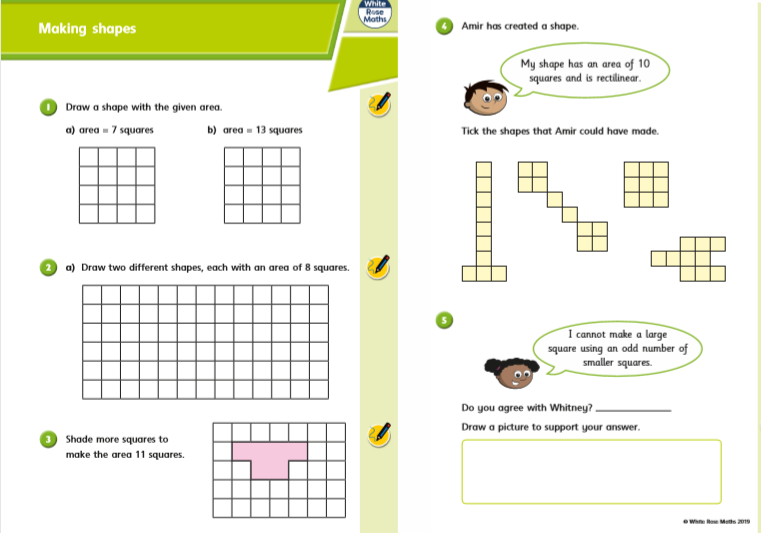 Making shapes
White
Rose
Maths
1 Draw a shape with the given area.
a) area = 7 squares b) area = 13 squares
2 a) Draw two different shapes, each with an area of 8 squares.
3 Shade more squares to
make the area 11 squares.
4 Amir has created a shape.
My shape has an area of 10
squares and is rectilinear.
Tick the shapes that Amir could have made.
5
I cannot make a large
square using an odd number of
smaller squares.
Do you agree with Whitney?
Draw a picture to support your answer.
© White Rose Maths 2019